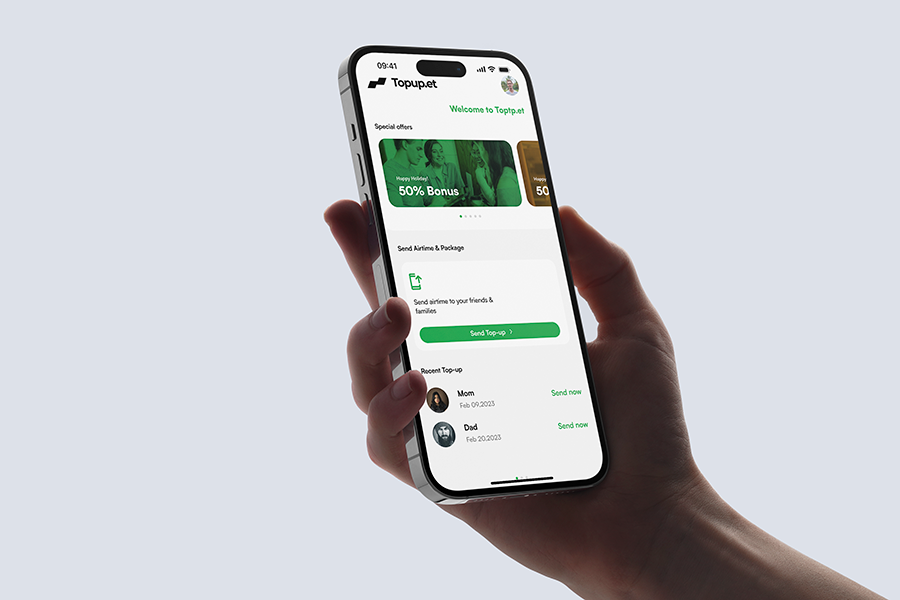 09:41
Topup.et
Welcome to Toptp.et
Special offers
Happy Holiday!
50% Bonus
Happy
50
Send Airtime & Package
Send airtime to your friends &
families
Send Top-up
Recent Top-up
Mom
Feb 09,2023
Send now
Dad
Feb 20,2023
Send now